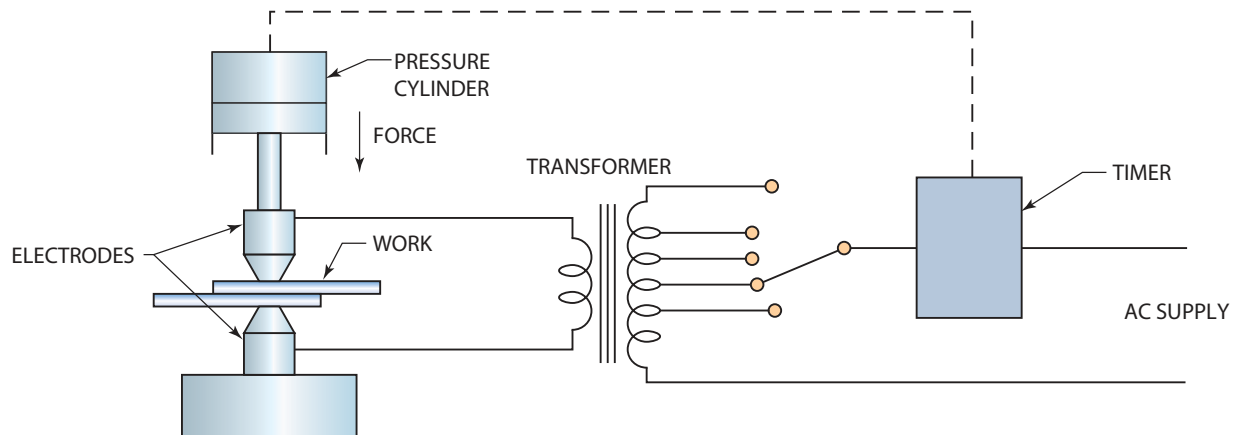 PRESSURE
CYLINDER
FORCE
TRANSFORMER
TIMER
ELECTRODES
WORK
AC SUPPLY